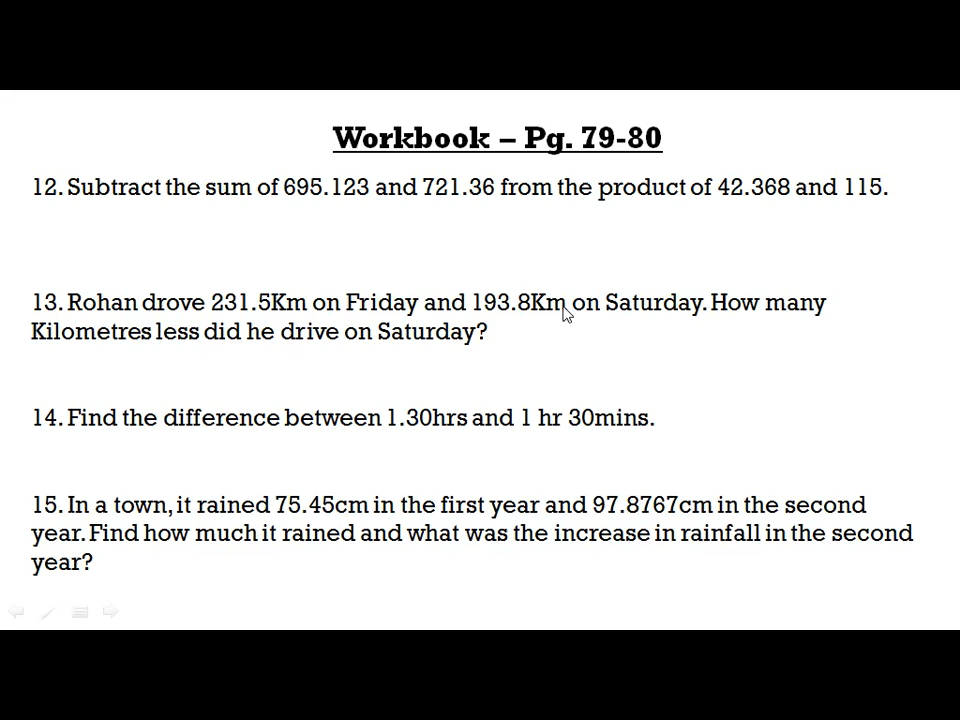 Workbook – Pg. 79-80
12. Subtract the sum of 695.123 and 721.36 from the product of 42.368 and 115.
13. Rohan drove 231.5Km on Friday and 193.8Km on Saturday. How many
Kilometres less did he drive on Saturday?
14. Find the difference between 1.30hrs and 1 hr 30mins.
15. In a town, it rained 75.45cm in the first year and 97.8767cm in the second
year. Find how much it rained and what was the increase in rainfall in the second
year?